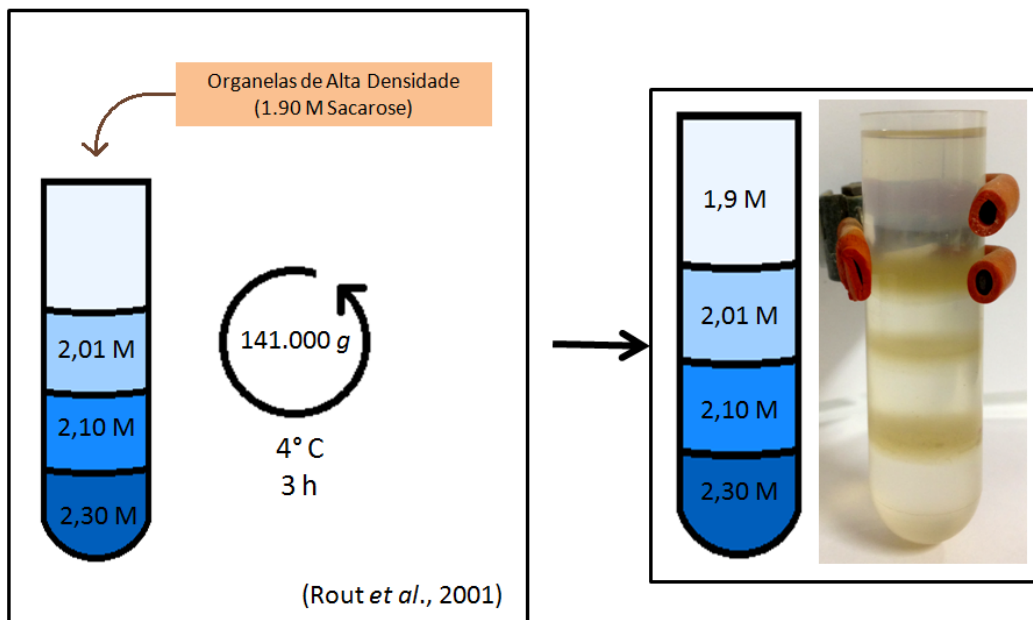 Organelas de Alta Densidade
(1.90 M Sacarose)
2,01 M
2,10 M
2,30 M
141.000 g
4° C
3 h
(Rout et al., 2001)
1,9 M
2,01 M
2,10 M
2,30 M